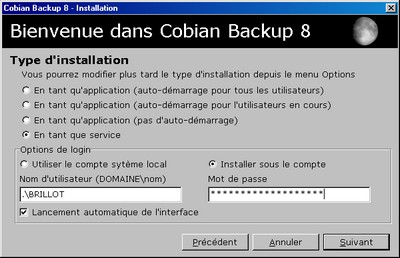 Cobian Backup 8 - Installation
Bienvenue dans Cobian Backup 8
Type d'installation
Vous pourrez modifier plus tard le type d'installation depuis le menu Options
En tant qu'application (auto-démarrage pour tous les utilisateurs)
En tant qu'application (auto-démarrage pour l'utilisateurs en cours)
En tant qu'application (pas d'auto-démarrage)
En tant que service
Options de login
Utiliser le compte sytème local
Installer sous le compte
Nom d'utilisateur (DOMAINE\nom)
Mot de passe
.\BRILLOT
*******************
Lancement automatique de l'interface
Précédent
Annuler
Suivant